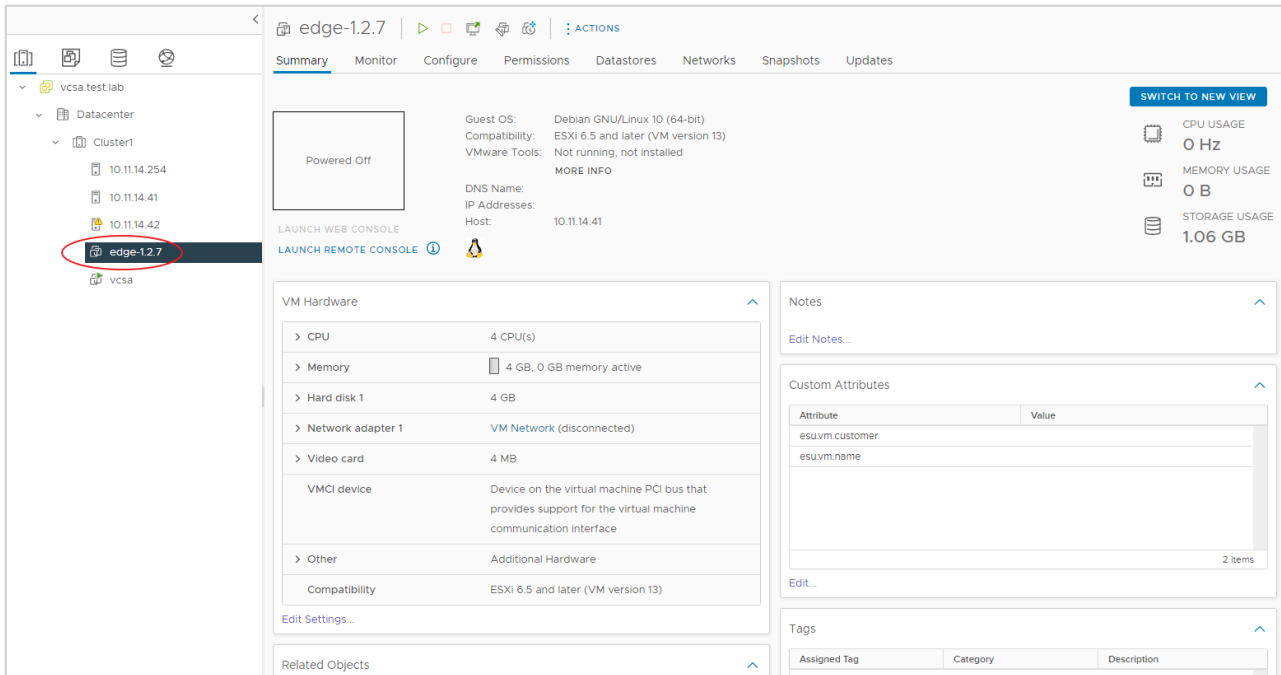 edge-1.2.7
ACTIONS
Summary Monitor Configure Permissions Datastores Networks Snapshots Updates
vcsa.test.lab
Datacenter
Cluster1
10.11.14.254
10.11.14.41
10.11.14.42
edge-1.2.7
vcsa
SWITCH TO NEW VIEW
Powered Off
Guest OS: Debian GNU/Linux 10 (64-bit)
Compatibility: ESXi 6.5 and later (VM version 13)
VMware Tools: Not running, not installed
MORE INFO
DNS Name:
IP Addresses:
Host: 10.11.14.41
LAUNCH WEB CONSOLE
LAUNCH REMOTE CONSOLE
CPU USAGE
0 Hz
MEMORY USAGE
0 B
STORAGE USAGE
1.06 GB
VM Hardware
CPU 4 CPU(s)
Memory 4 GB, 0 GB memory active
Hard disk 1 4 GB
Network adapter 1 VM Network (disconnected)
Video card 4 MB
VMCI device Device on the virtual machine PCI bus that
provides support for the virtual machine
communication interface
Other Additional Hardware
Compatibility ESXi 6.5 and later (VM version 13)
Edit Settings...
Related Objects
Notes
Edit Notes...
Custom Attributes
Attribute Value
esu.vm.customer
esu.vm.name
2 items
Edit...
Tags
Assigned Tag Category Description